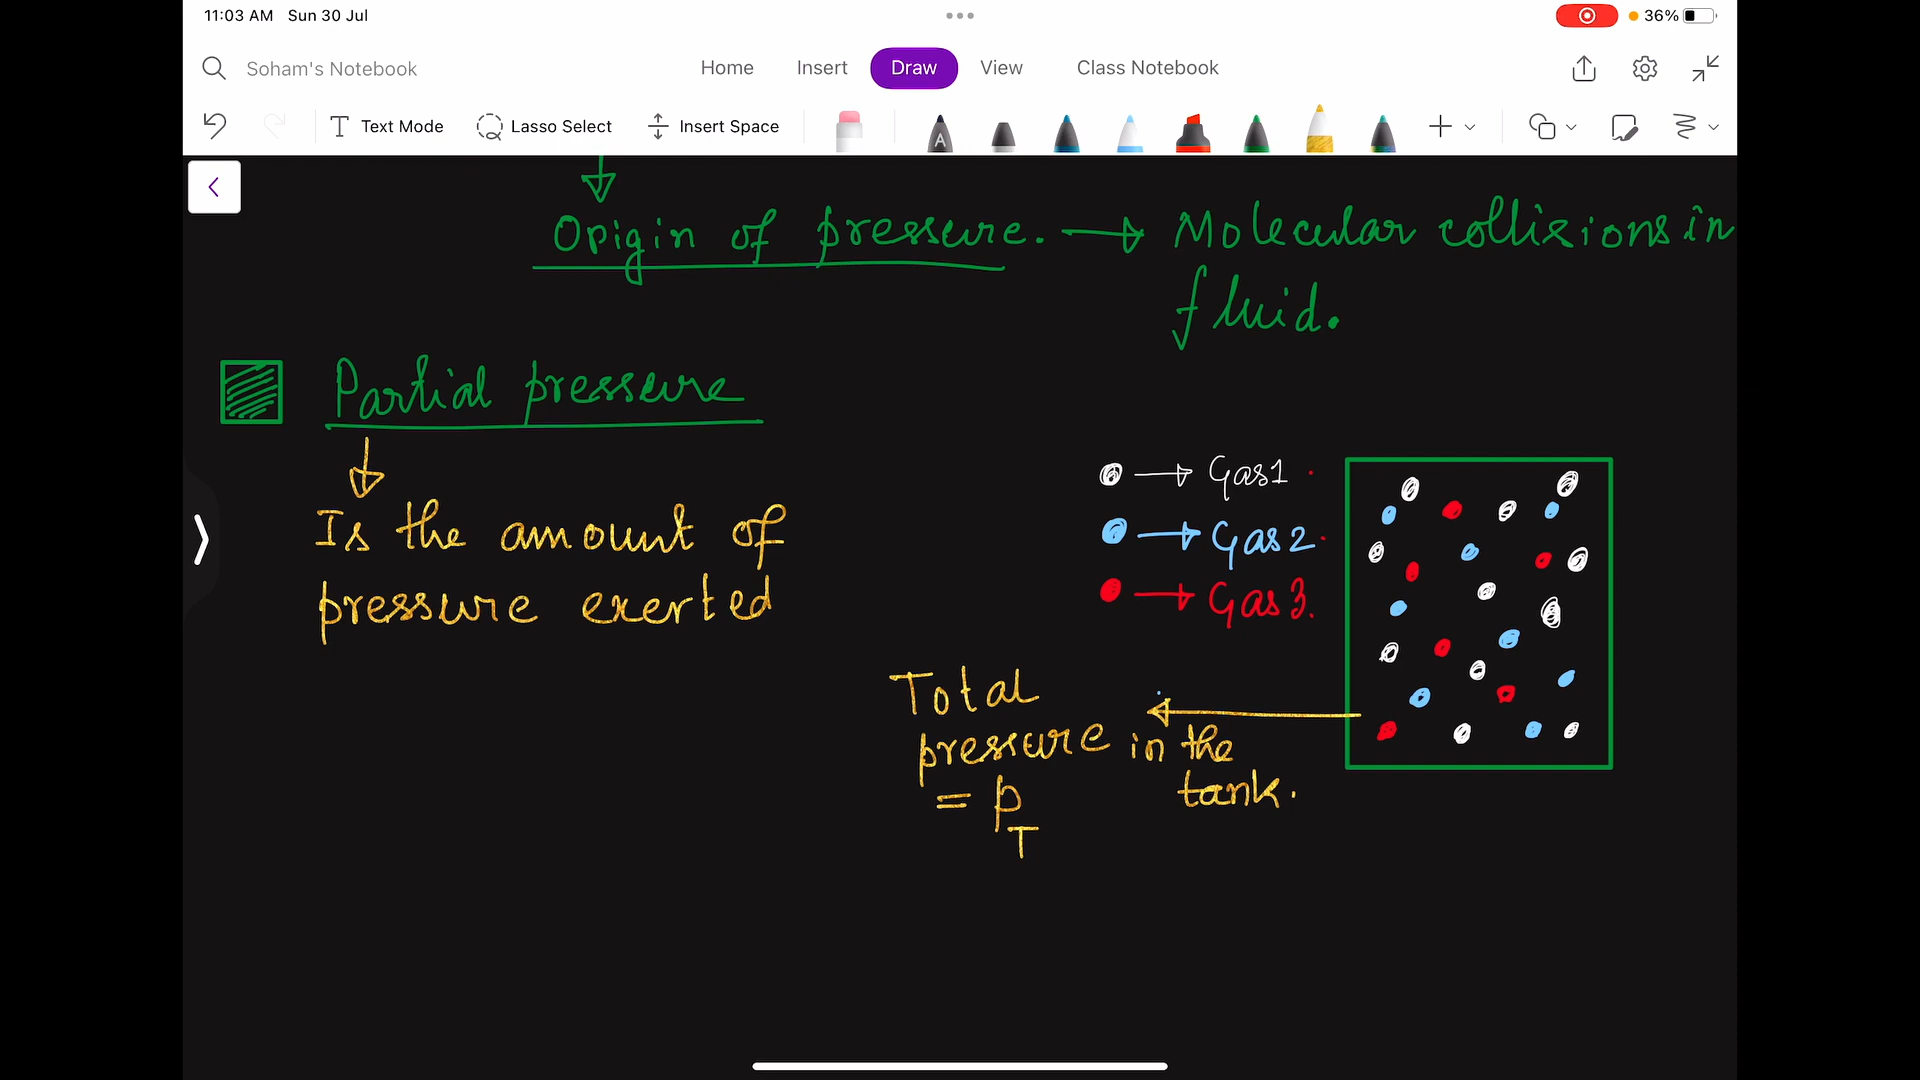 11:03 AM Sun 30 Jul
36%
Soham's Notebook
Home Insert Draw View Class Notebook
Text Mode Lasso Select Insert Space
A
Origin of pressure. → Molecular collisions in
fluid.
Partial pressure
Is the amount of
pressure exerted
→ Gas 1
→ Gas 2
→ Gas 3.
Total
pressure in the
tank.
= p
T